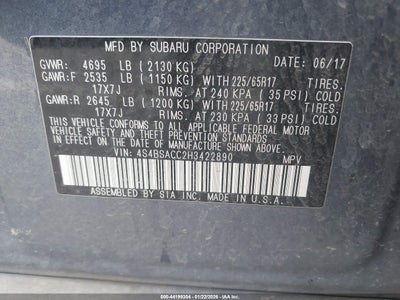 MFD BY SUBARU CORPORATION DATE: 06/17
GVWR: 4695 LB (2130 KG)
GAWR:F 2535 LB (1150 KG) WITH 225/65R17 TIRES.
17X7J RIMS. AT 240 KPA (35 PSI) COLD
GAWR:R 2645 LB (1200 KG) WITH 225/65R17 TIRES.
17X7J RIMS. AT 230 KPA (33 PSI) COLD
THIS VEHICLE CONFORMS TO ALL APPLICABLE FEDERAL MOTOR
VEHICLE SAFETY, BUMPER, AND THEFT PREVENTION STANDARDS
IN EFFECT ON THE DATE OF MANUFACTURE SHOWN ABOVE.
VIN: 4S4BSACC2H3422890 MPV
ASSEMBLED BY SIA INC.
MADE IN U.S.A.
500-44199304 — 01/22/2026 — IAA Inc.